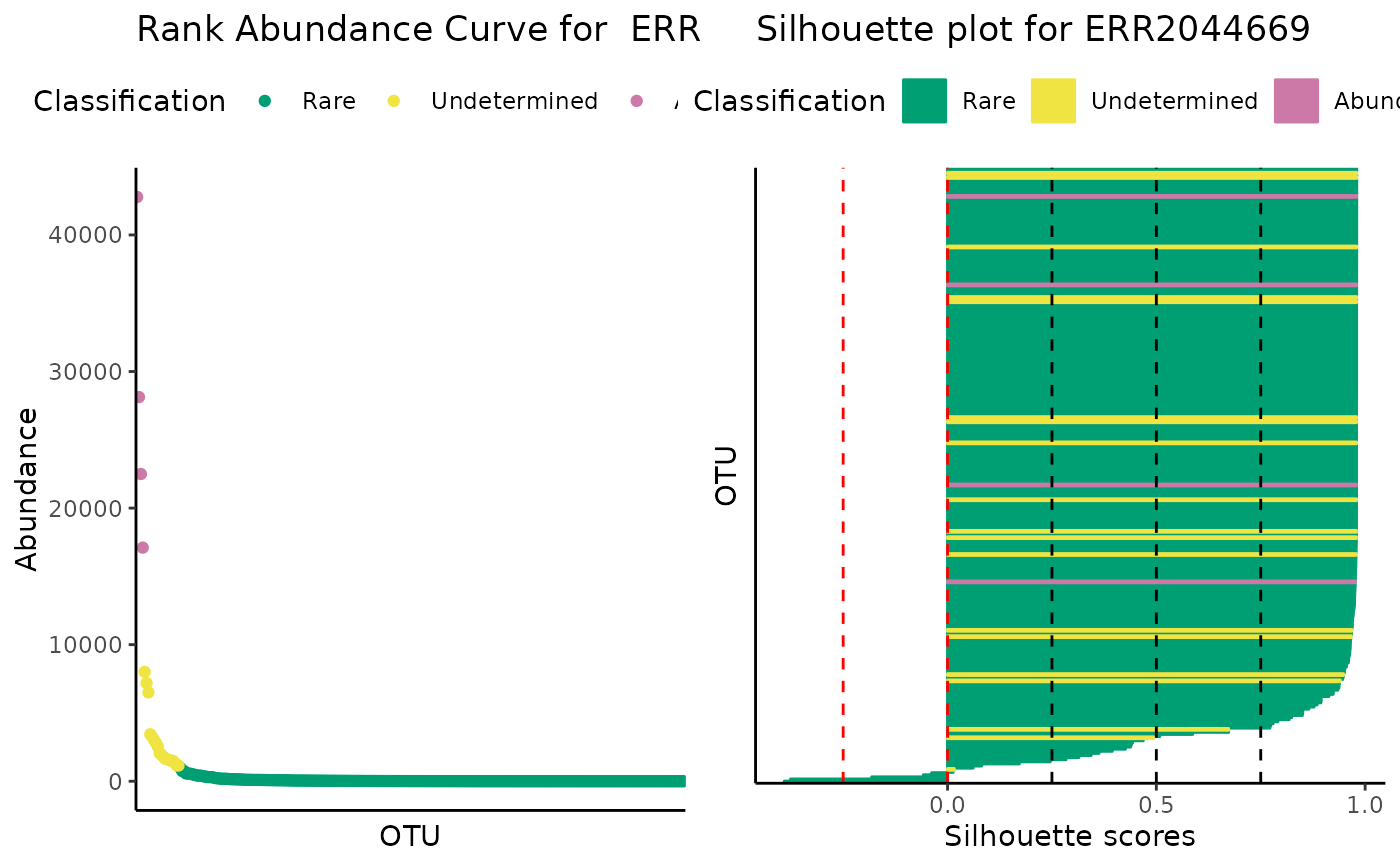 Rank Abundance Curve for  ERR
Classification Rare Undetermined
Abundance
40000
30000
20000
10000
0
OTU
Silhouette plot for ERR2044669
Classification Rare Undetermined Abund
OTU
0.0 0.5 1.0
Silhouette scores